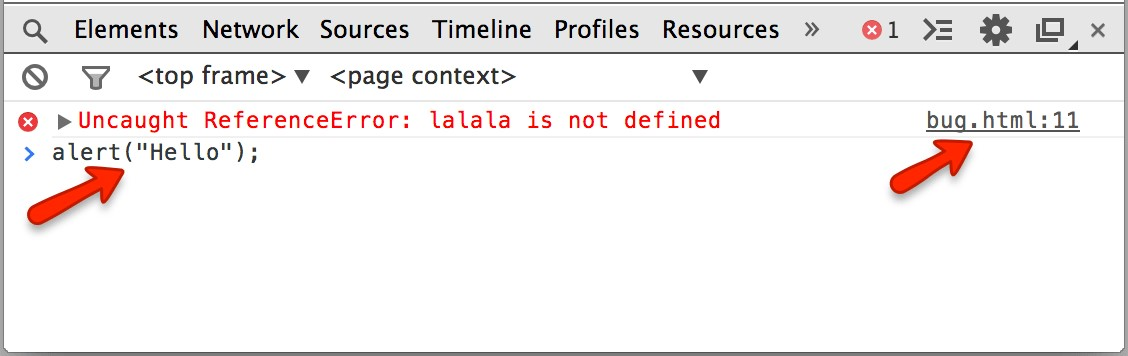 Elements Network Sources Timeline Profiles Resources » 1
<top frame> ▼ <page context> ▼
▶Uncaught ReferenceError: lalala is not defined bug.html:11
> alert("Hello");